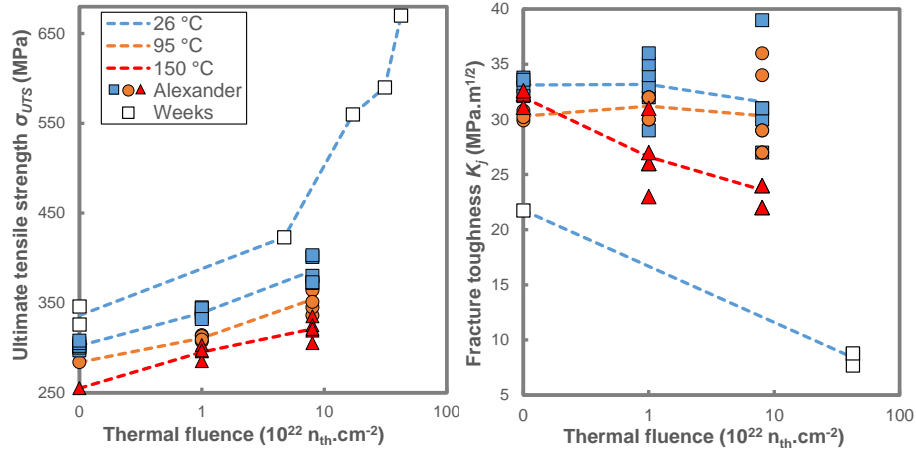 Ultimate tensile strength σUTS (MPa)
650
550
450
350
250
26 °C
95 °C
150 °C
Alexander
Weeks
0
1
10
100
Thermal fluence (10²² nth.cm-2)
Fracture toughness Kj (MPa.m1/2)
40
35
30
25
20
15
10
5
0
1
10
100
Thermal fluence (10²² nth.cm-2)